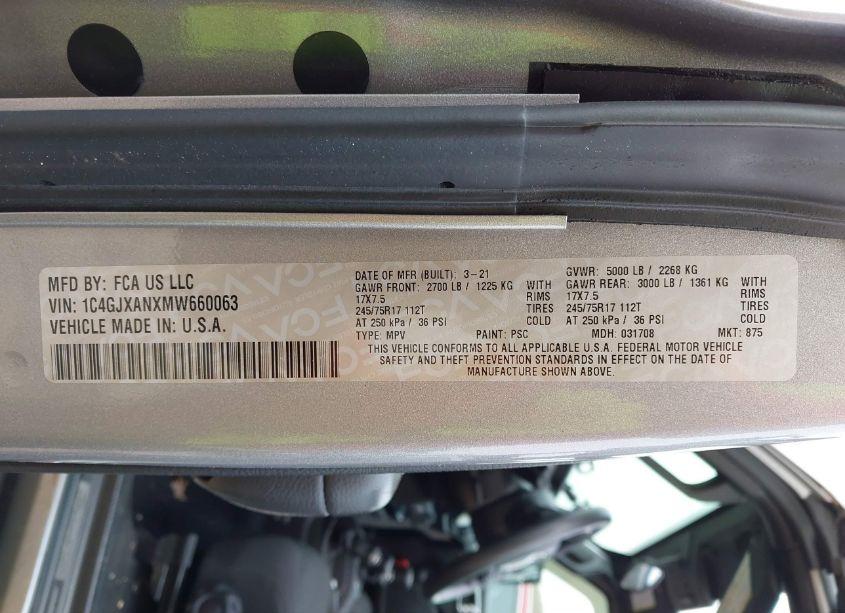 MFD BY: FCA US LLC
VIN: 1C4GJXANXMW660063
VEHICLE MADE IN: U.S.A.
DATE OF MFR (BUILT): 3-21
GAWR FRONT: 2700 LB / 1225 KG WITH
17X7.5 RIMS
245/75R17 112T TIRES
AT 250 kPa / 36 PSI COLD
GVWR: 5000 LB / 2268 KG
GAWR REAR: 3000 LB / 1361 KG WITH
17X7.5 RIMS
245/75R17 112T TIRES
AT 250 kPa / 36 PSI COLD
TYPE: MPV PAINT: PSC MDH: 031708 MKT: 875
THIS VEHICLE CONFORMS TO ALL APPLICABLE U.S.A. FEDERAL MOTOR VEHICLE
SAFETY AND THEFT PREVENTION STANDARDS IN EFFECT ON THE DATE OF
MANUFACTURE SHOWN ABOVE.